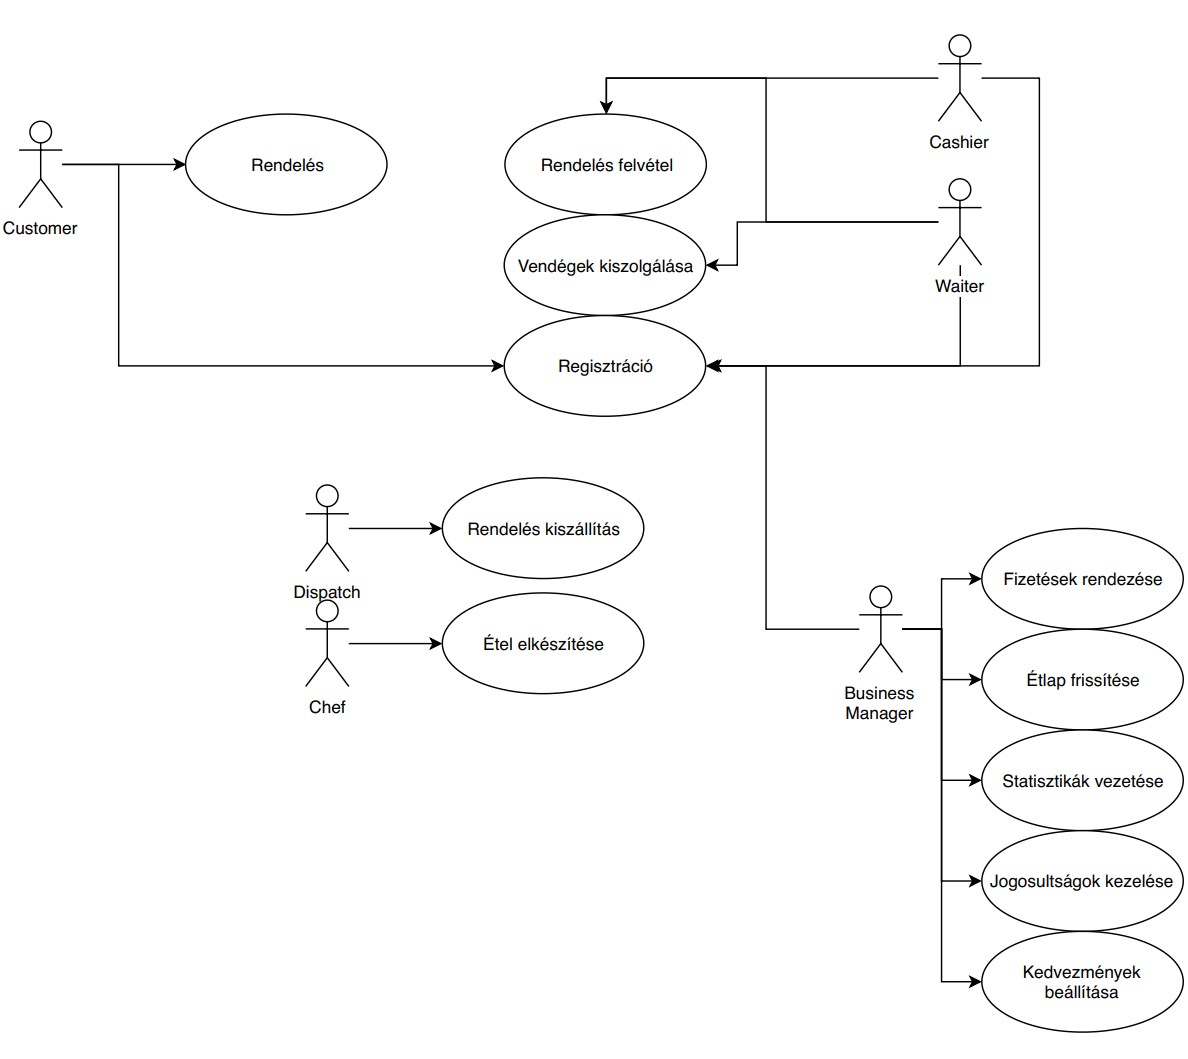 Cashier
Customer
Rendelés
Rendelés felvétel
Vendégek kiszolgálása
Waiter
Regisztráció
Dispatch
Rendelés kiszállítás
Chef
Étel elkészítése
Business
Manager
Fizetések rendezése
Étlap frissítése
Statisztikák vezetése
Jogosultságok kezelése
Kedvezmények
beállítása